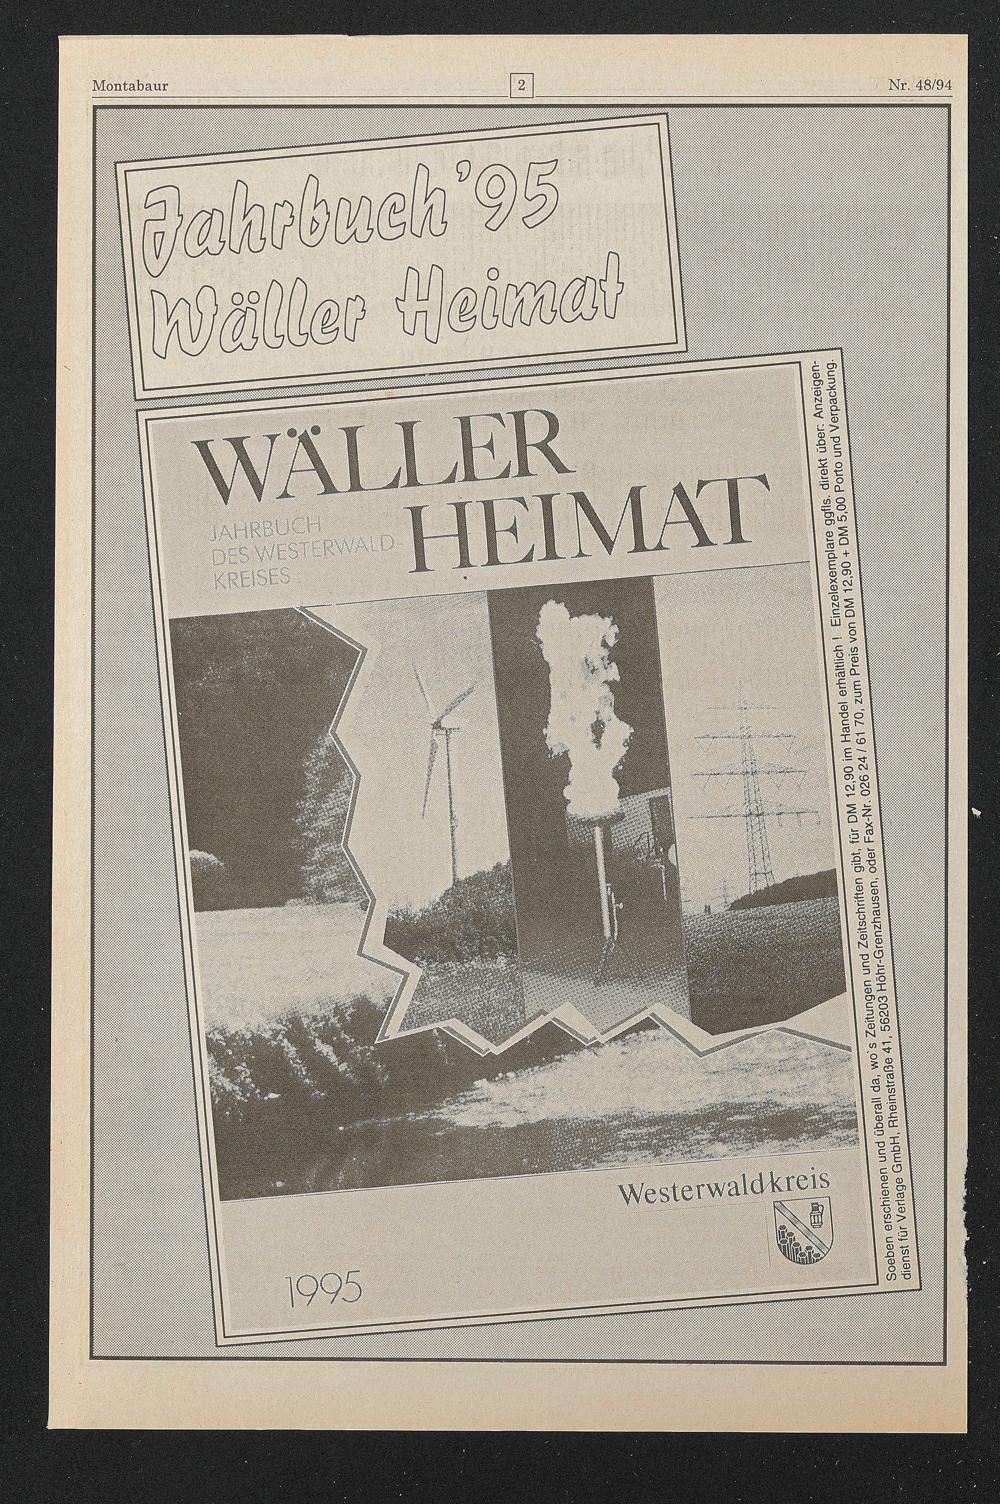 Montabaur
2
Nr. 48/94
Jahrbuch '95
Wäller Heimat
WÄLLER
HEIMAT
JAHRBUCH
DES WESTERWALD-
KREISES
Westerwaldkreis
1995
Soeben erschienen und überall da, wo`s Zeitungen und Zeitschriften gibt, für DM 12,90 im Handel erhältlich ! Einzelexemplare ggfls. direkt über: Anzeigen-
dienst für Verlage GmbH, Rheinstraße 41, 56203 Höhr-Grenzhausen, oder Fax-Nr. 026 24 / 61 70, zum Preis von DM 12,90 + DM 5,00 Porto und Verpackung.